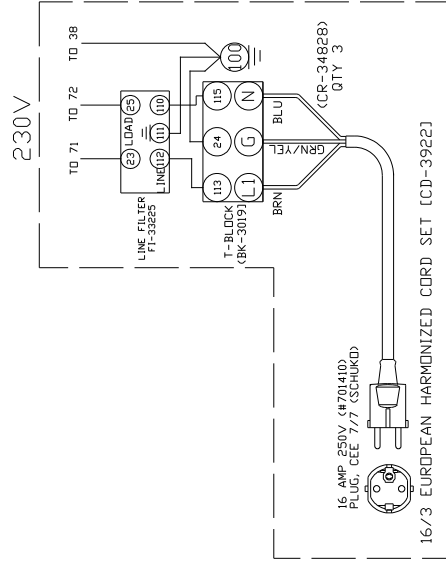 230V
TO 71
TO 72
TO 38
23
LOAD
25
LINE
112
111
110
LINE FILTER
FI-33225
100
113
24
115
L1
G
N
T-BLOCK
(BK-3019)
BRN
GRN/YEL
BLU
(CR-34828)
QTY 3
16 AMP 250V (#701410)
PLUG, CEE 7/7 (SCHUKO)
16/3 EUROPEAN HARMONIZED CORD SET [CD-3922]